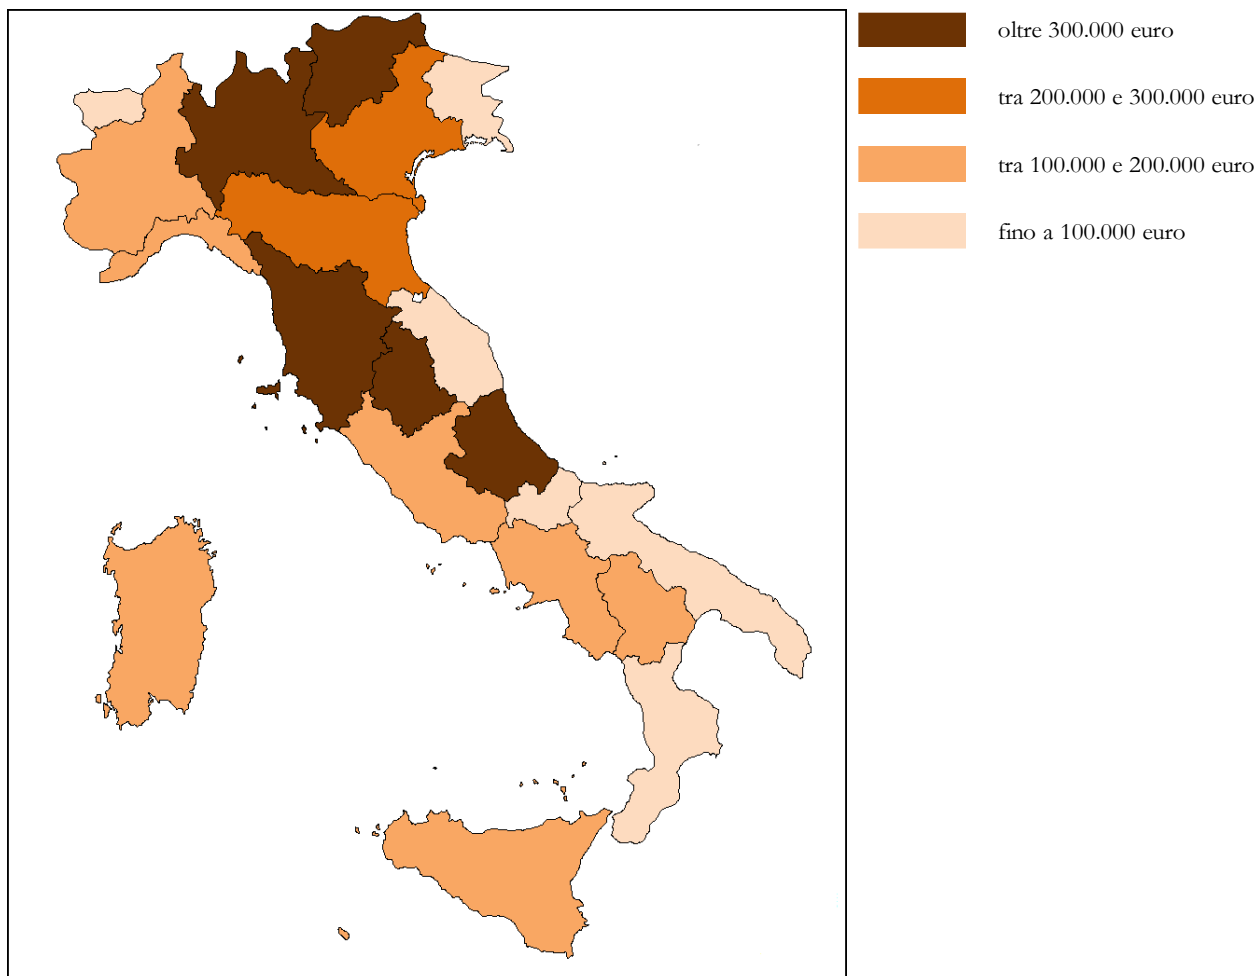 oltre 300.000 euro
tra 200.000 e 300.000 euro
tra 100.000 e 200.000 euro
fino a 100.000 euro